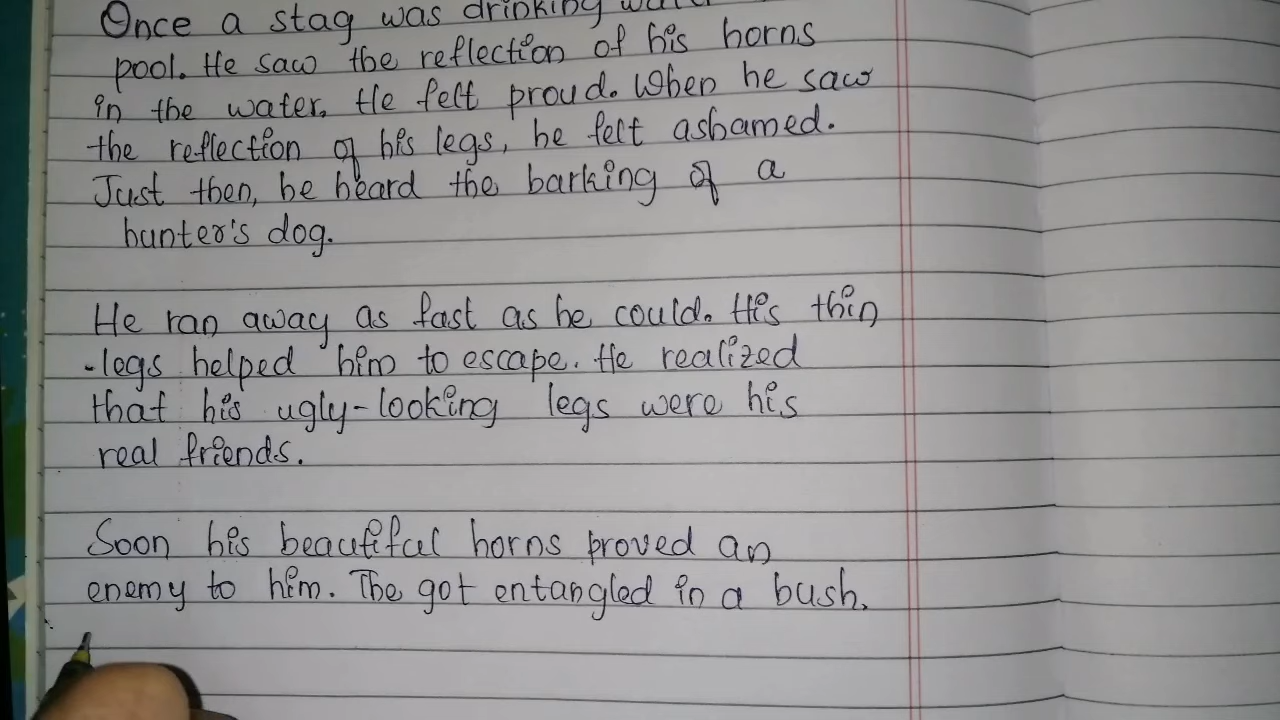 Once a stag was drinking water
pool. He saw the reflection of his horns
in the water. He felt proud. When he saw
the reflection of his legs, he felt ashamed.
Just then, he heard the barking of a
hunter's dog.
He ran away as fast as he could. His thin
-legs helped him to escape. He realized
that his ugly-looking legs were his
real friends.
Soon his beautiful horns proved an
enemy to him. The got entangled in a bush.